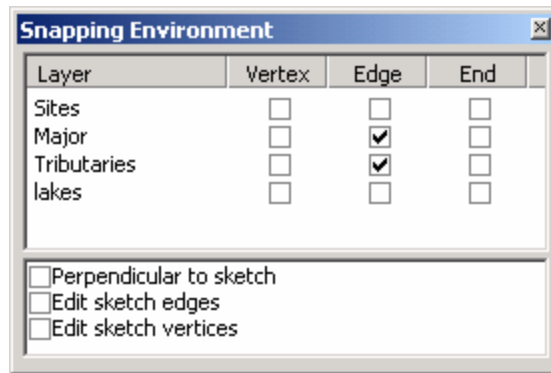 Snapping Environment
Layer Vertex Edge End
Sites
Major
Tributaries
lakes
Perpendicular to sketch
Edit sketch edges
Edit sketch vertices